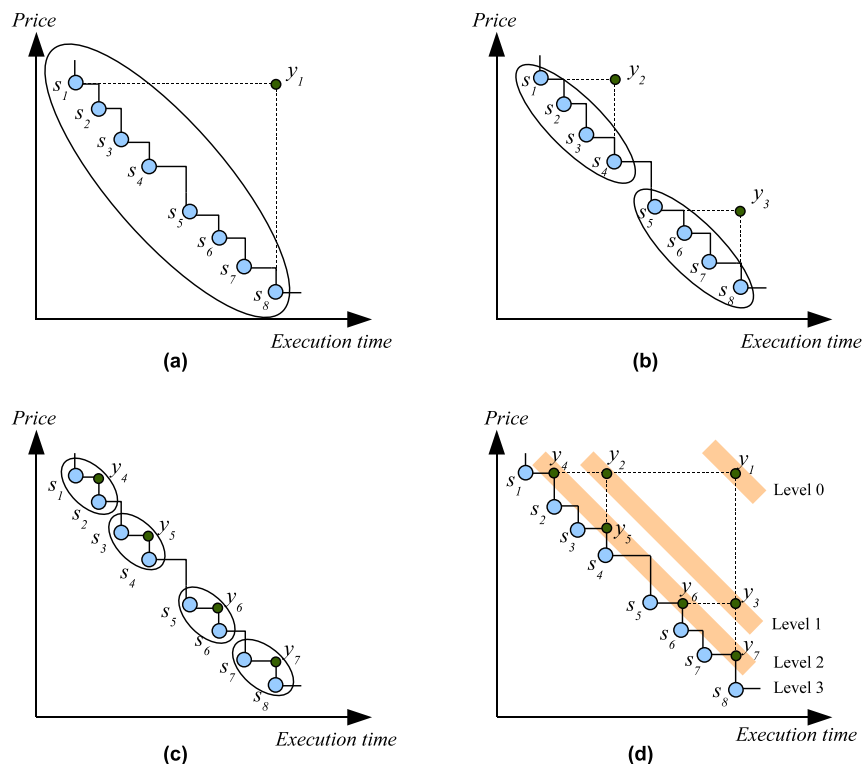 Price
s1
s2
s3
s4
s5
s6
s7
s8
y1
Execution time
(a)
Price
s1
s2
s3
s4
s5
s6
s7
s8
y2
y3
Execution time
(b)
Price
s1
s2
s3
s4
s5
s6
s7
s8
y4
y5
y6
y7
Execution time
(c)
Price
s1
s2
s3
s4
s5
s6
s7
s8
y4
y2
y1
y5
y6
y3
y7
Level 0
Level 1
Level 2
Level 3
Execution time
(d)